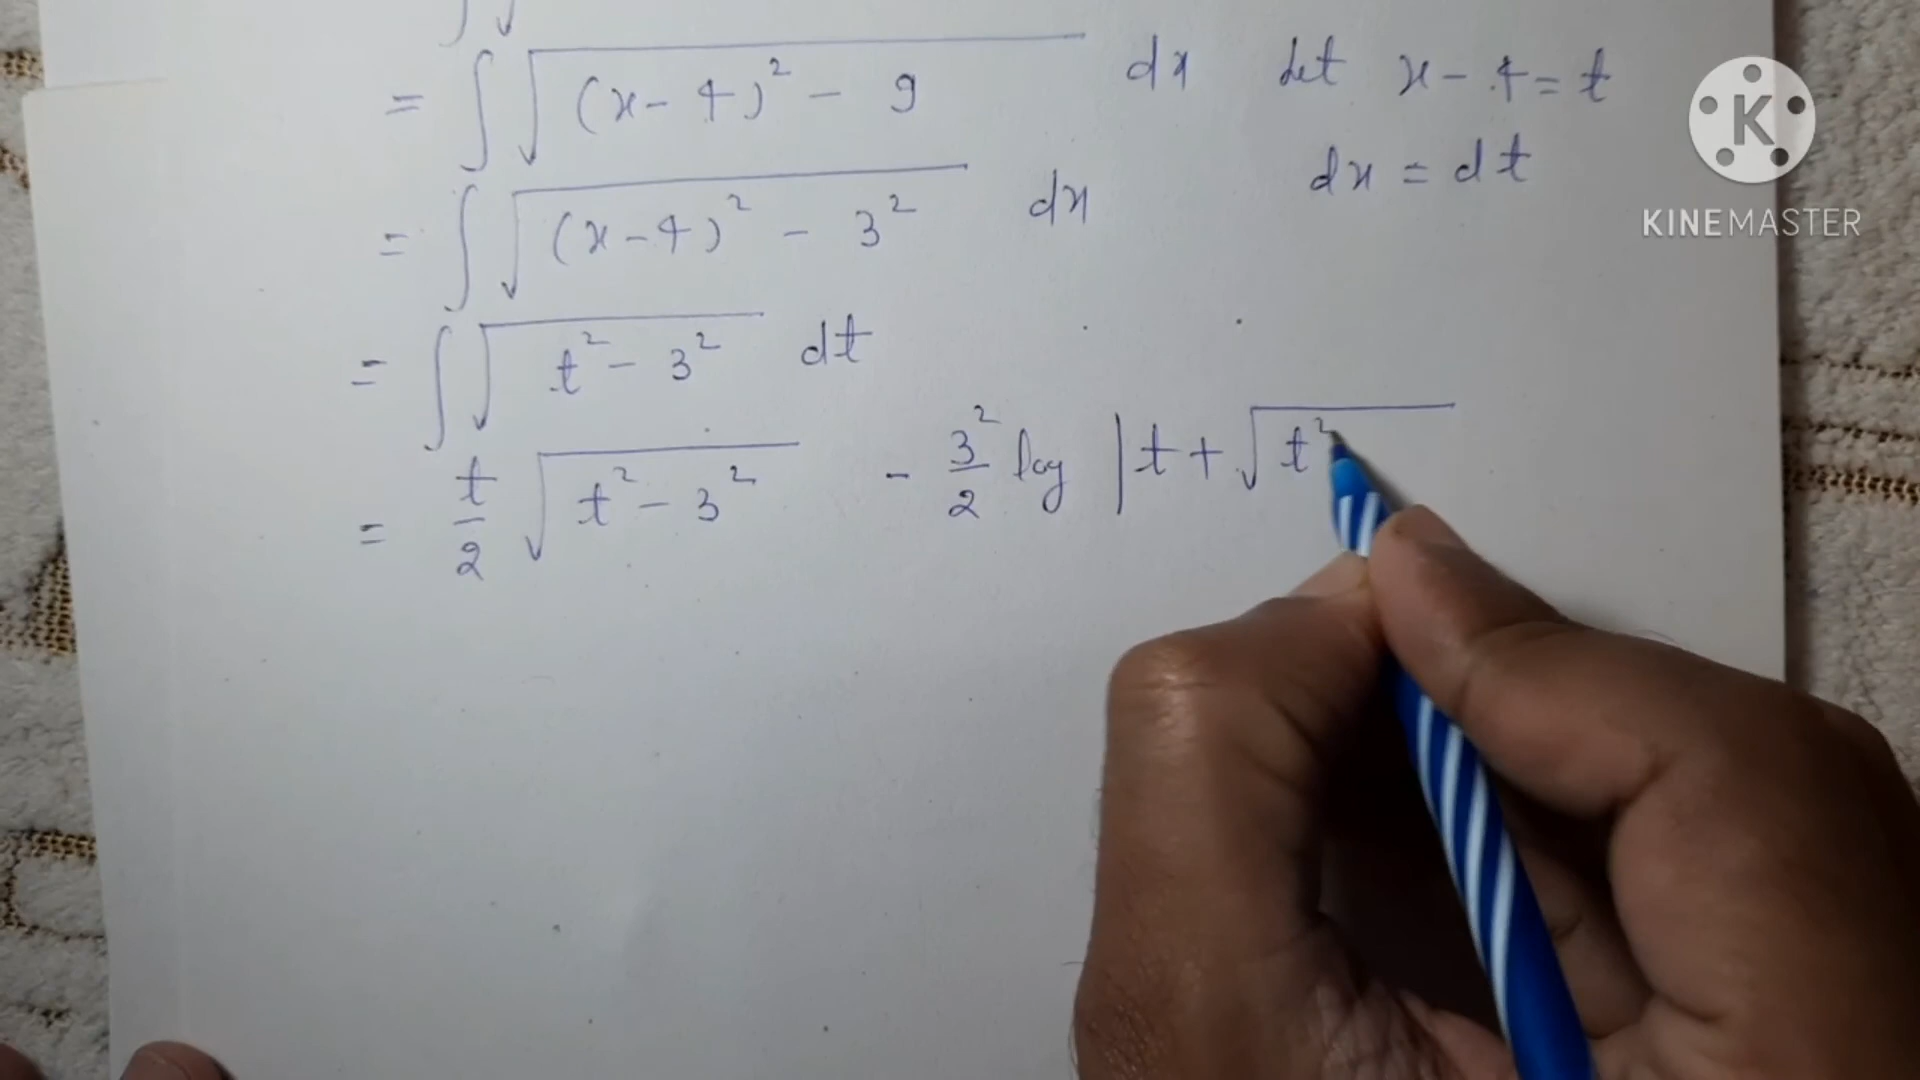 = ∫ √((x-4)² - 9) dx let x - 4 = t
dx = dt
= ∫ √((x-4)² - 3²) dx
= ∫ √(t² - 3²) dt
= t/2 √(t² - 3²) - 3²/2 log |t + √(t²
K
KINEMASTER